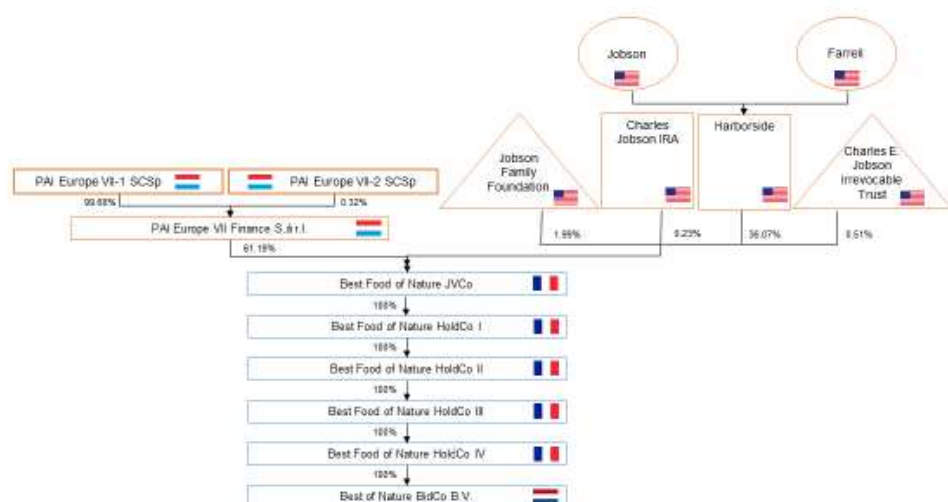 Jobson
Farrell
Jobson
Family
Foundation
Charles
Jobson IRA
Harborside
Charles E.
Jobson
Irrevocable
Trust
PAI Europe VII-1 SCSp
PAI Europe VII-2 SCSp
99.68%
0.32%
PAI Europe VII Finance S.à r.l.
1.99%
0.23%
36.07%
0.51%
61.19%
Best Food of Nature JVCo
100%
Best Food of Nature HoldCo I
100%
Best Food of Nature HoldCo II
100%
Best Food of Nature HoldCo III
100%
Best Food of Nature HoldCo IV
100%
Best of Nature BidCo B.V.